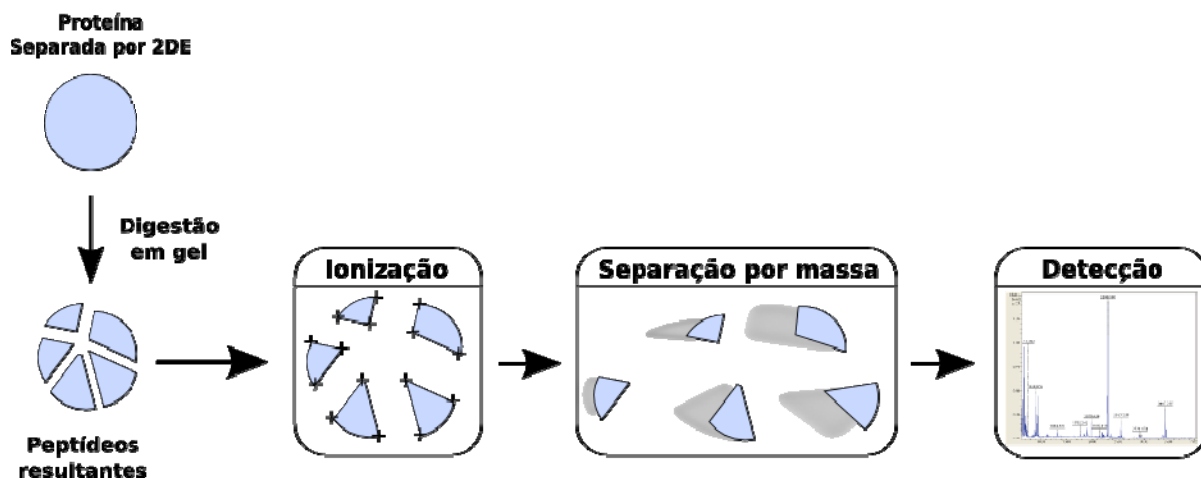 Proteína
Separada por 2DE
Digestão
em gel
Peptídeos
resultantes
Ionização
Separação por massa
Detecção